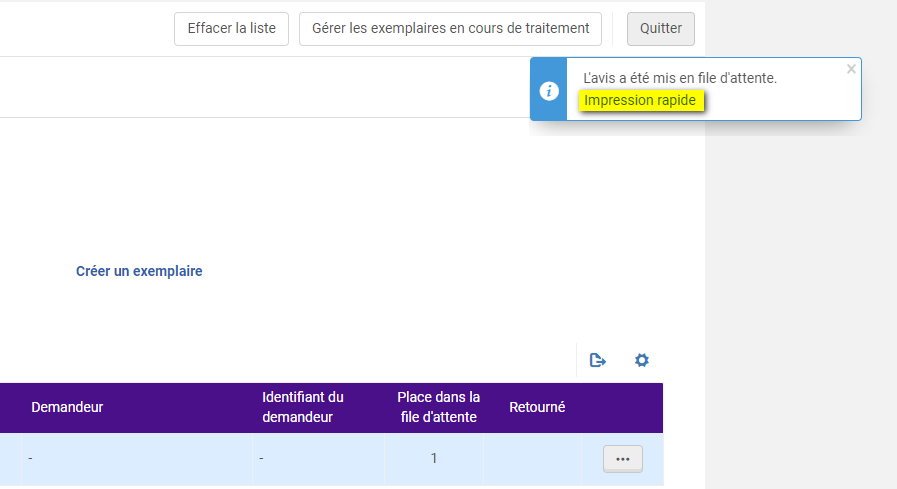 Effacer la liste
Gérer les exemplaires en cours de traitement
Quitter
L'avis a été mis en file d'attente.
Impression rapide
Créer un exemplaire
Demandeur
Identifiant du
demandeur
Place dans la
file d'attente
Retourné
-
-
1